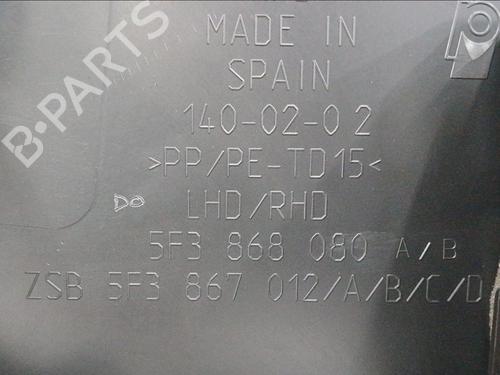 MADE IN
SPAIN
140-02-02
>PP/PE-TD15<
LHD/RHD
5F3 868 080 A/B
ZSB 5F3 867 012/A/B/C/D
B-PARTS